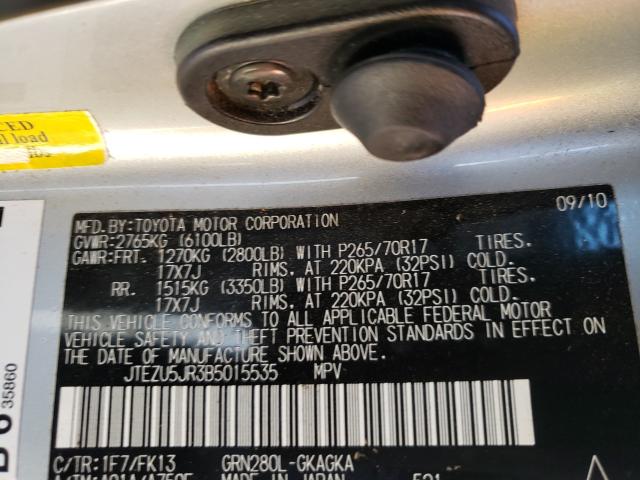 MFD.BY:TOYOTA MOTOR CORPORATION 09/10
GVWR:2765KG (6100LB)
GAWR:FRT. 1270KG (2800LB) WITH P265/70R17 TIRES.
17X7J RIMS. AT 220KPA (32PSI) COLD.
RR. 1515KG (3350LB) WITH P265/70R17 TIRES.
17X7J RIMS. AT 220KPA (32PSI) COLD.
THIS VEHICLE CONFORMS TO ALL APPLICABLE FEDERAL MOTOR
VEHICLE SAFETY AND THEFT PREVENTION STANDARDS IN EFFECT ON
THE DATE OF MANUFACTURE SHOWN ABOVE.
JTEZU5JR3B5015535 MPV
C/TR:1F7/FK13 GRN280L-GKAGKA
MADE IN JAPAN
load
35860